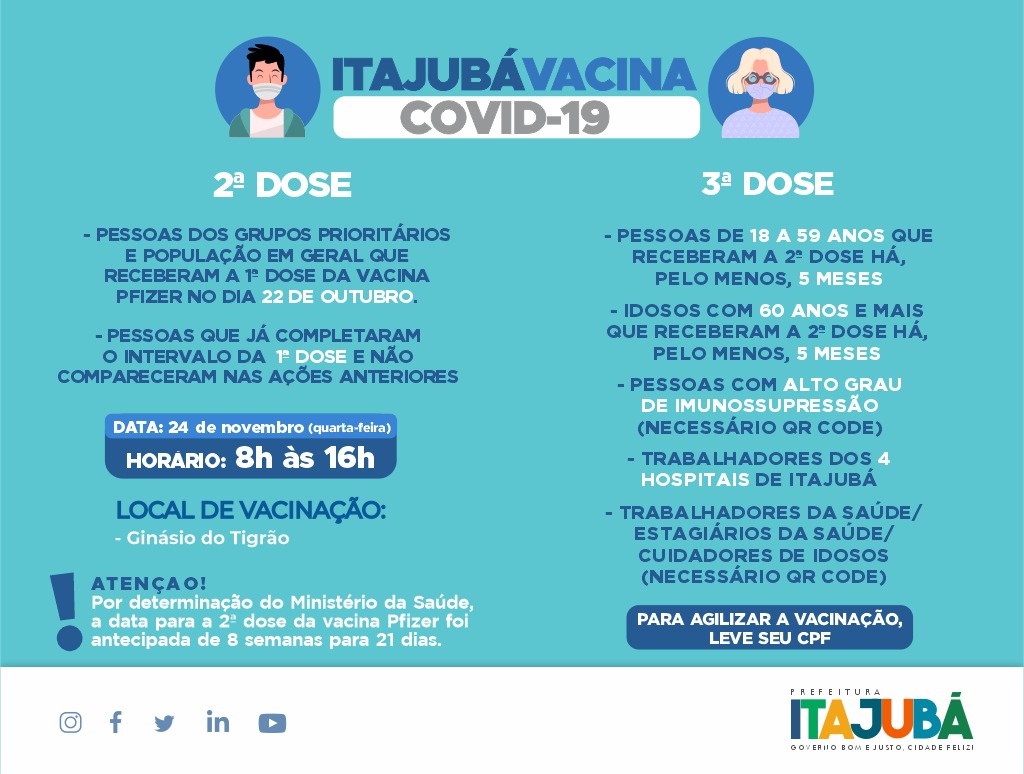 ITAJUBÁVACINA
COVID-19
2ª DOSE
- PESSOAS DOS GRUPOS PRIORITÁRIOS
E POPULAÇÃO EM GERAL QUE
RECEBERAM A 1ª DOSE DA VACINA
PFIZER NO DIA 22 DE OUTUBRO.
- PESSOAS QUE JÁ COMPLETARAM
O INTERVALO DA 1ª DOSE E NÃO
COMPARECERAM NAS AÇÕES ANTERIORES
DATA: 24 de novembro (quarta-feira)
HORÁRIO: 8h às 16h
LOCAL DE VACINAÇÃO:
- Ginásio do Tigrão
! ATENÇAO!
Por determinação do Ministério da Saúde,
a data para a 2ª dose da vacina Pfizer foi
antecipada de 8 semanas para 21 dias.
3ª DOSE
- PESSOAS DE 18 A 59 ANOS QUE
RECEBERAM A 2ª DOSE HÁ,
PELO MENOS, 5 MESES
- IDOSOS COM 60 ANOS E MAIS
QUE RECEBERAM A 2ª DOSE HÁ,
PELO MENOS, 5 MESES
- PESSOAS COM ALTO GRAU
DE IMUNOSSUPRESSÃO
(NECESSÁRIO QR CODE)
- TRABALHADORES DOS 4
HOSPITAIS DE ITAJUBÁ
- TRABALHADORES DA SAÚDE/
ESTAGIÁRIOS DA SAÚDE/
CUIDADORES DE IDOSOS
(NECESSÁRIO QR CODE)
PARA AGILIZAR A VACINAÇÃO,
LEVE SEU CPF
PREFEITURA
ITAJUBÁ
GOVERNO BOM E JUSTO, CIDADE FELIZ!